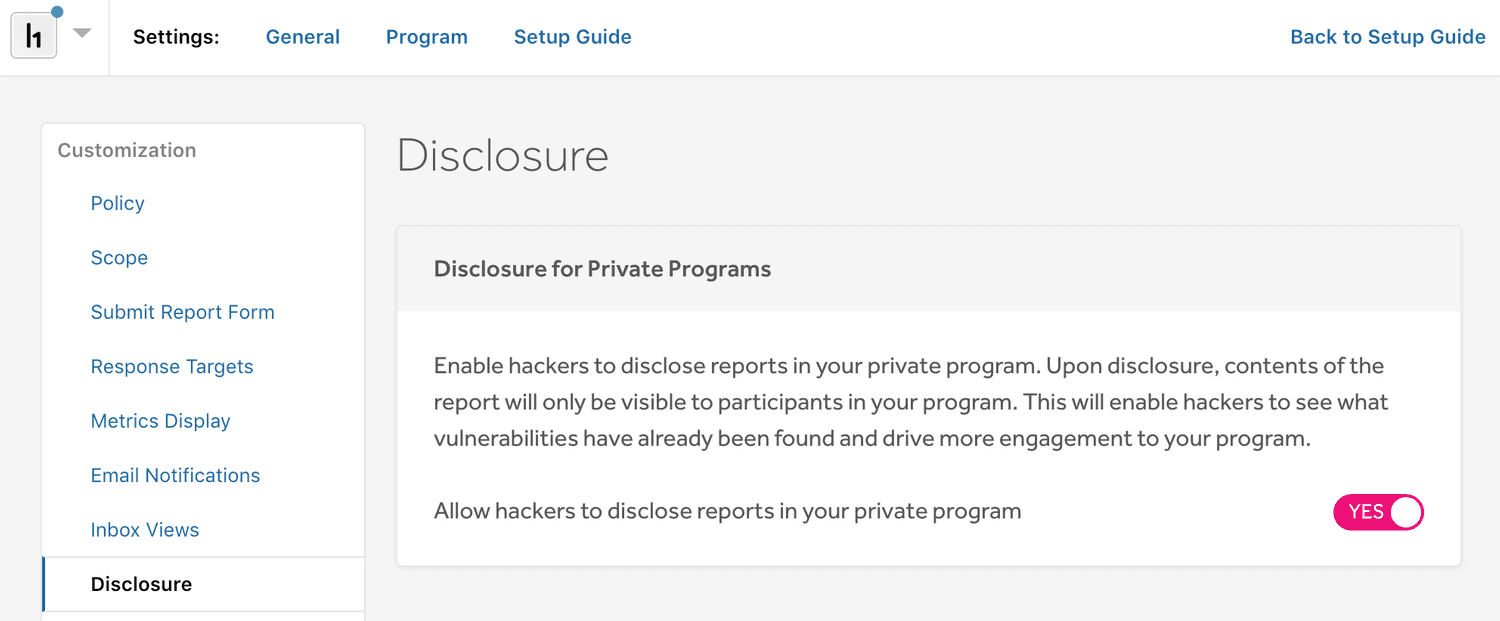 h1
Settings: General Program Setup Guide Back to Setup Guide
Customization
Policy
Scope
Submit Report Form
Response Targets
Metrics Display
Email Notifications
Inbox Views
Disclosure
Disclosure
Disclosure for Private Programs
Enable hackers to disclose reports in your private program. Upon disclosure, contents of the
report will only be visible to participants in your program. This will enable hackers to see what
vulnerabilities have already been found and drive more engagement to your program.
Allow hackers to disclose reports in your private program YES